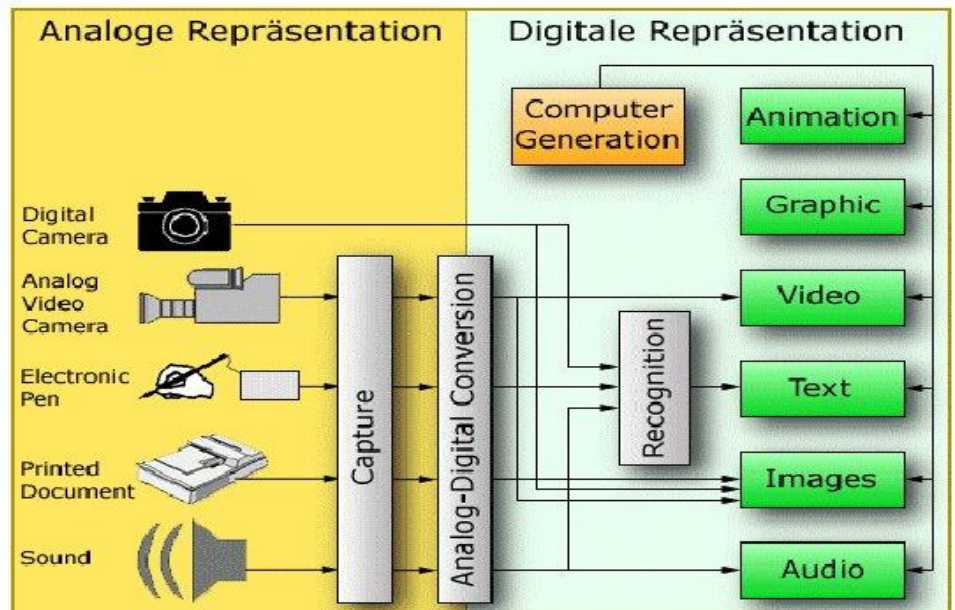 Analoge Repräsentation
Digitale Repräsentation
Computer
Generation
Animation
Graphic
Digital
Camera
Analog
Video
Camera
Video
Electronic
Pen
Capture
Analog-Digital Conversion
Recognition
Text
Printed
Document
Images
Sound
Audio